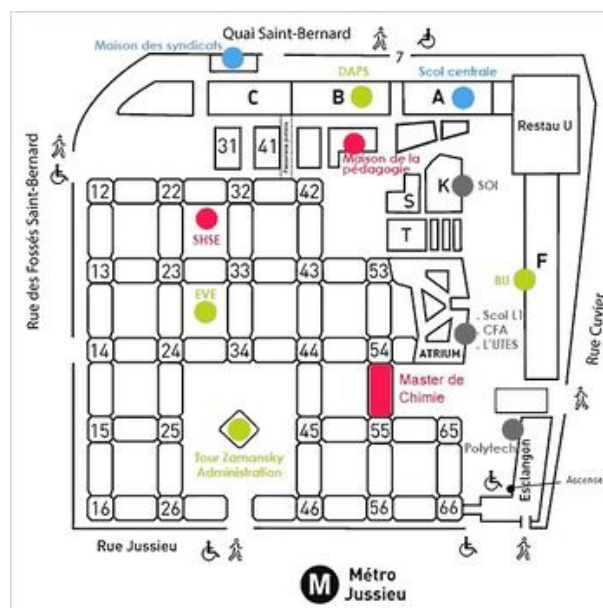 Quai Saint-Bernard
Maison des syndicats
7
DAPS
Scol centrale
C
B
A
Restau U
31
41
Maison de la
pédagogie
K
SOI
S
12
22
32
42
SHSE
T
Rue des Fossés Saint-Bernard
13
23
33
43
53
F
BU
EVE
. Scol L1
. CFA
. L'UTES
Rue Cuvier
14
24
34
44
54
ATRIUM
Master de
Chimie
15
25
45
55
65
Polytech
Tour Zamansky
Administration
Esclangon
Ascense
16
26
46
56
66
Rue Jussieu
M
Métro
Jussieu